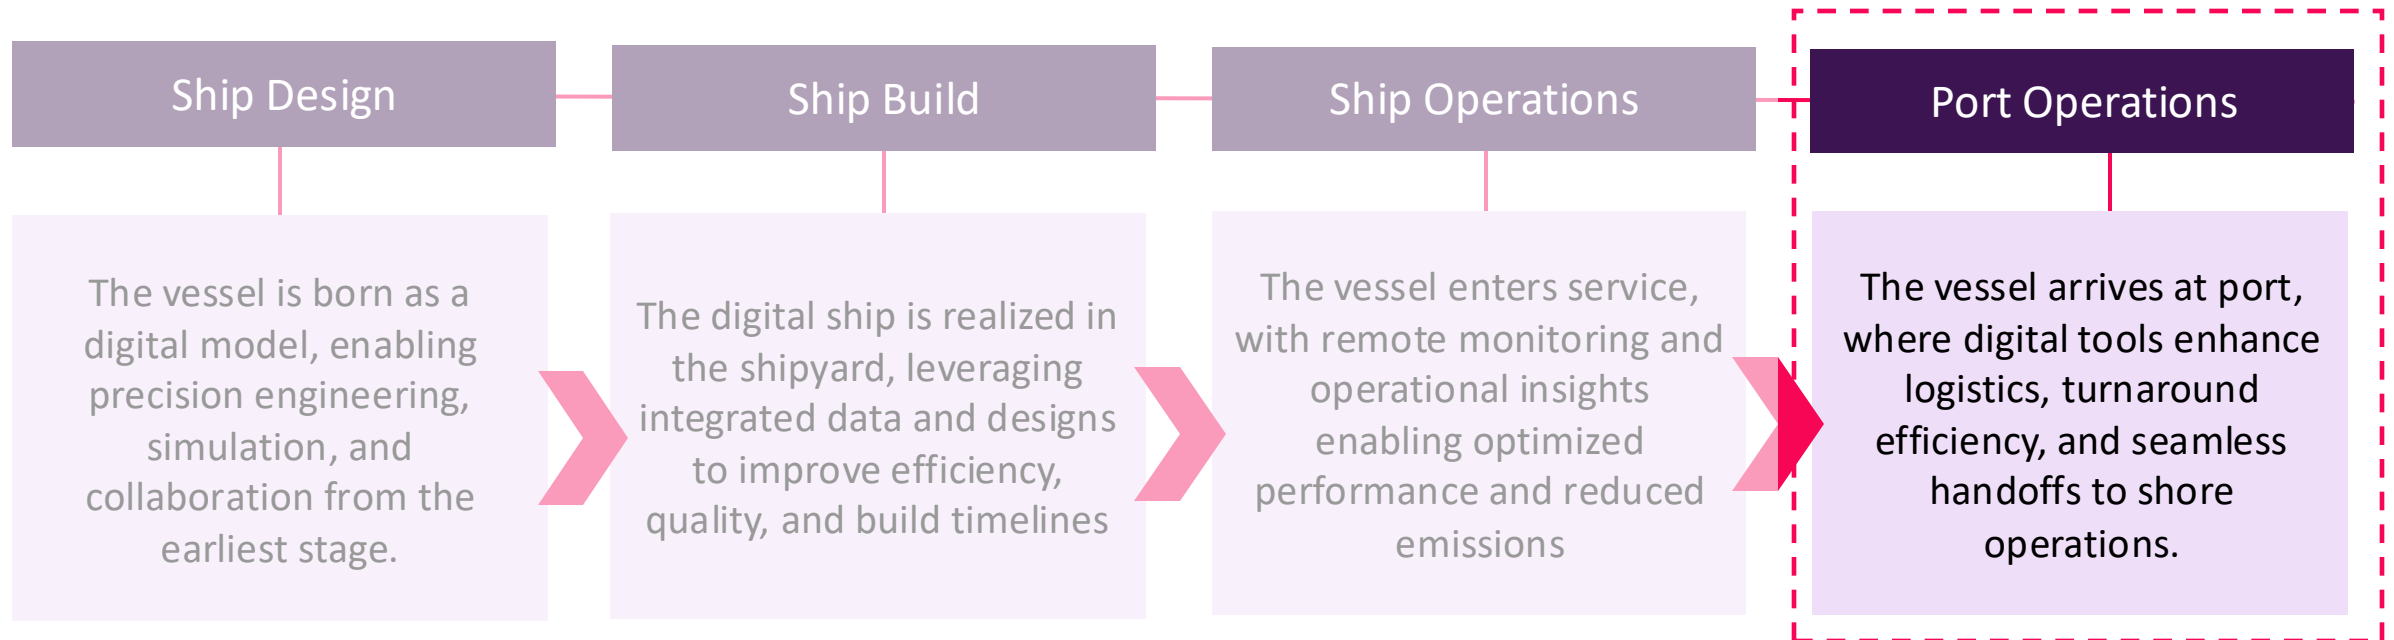 Ship Design
Ship Build
Ship Operations
Port Operations
The vessel is born as a
digital model, enabling
precision engineering,
simulation, and
collaboration from the
earliest stage.
The digital ship is realized in
the shipyard, leveraging
integrated data and designs
to improve efficiency,
quality, and build timelines
The vessel enters service,
with remote monitoring and
operational insights
enabling optimized
performance and reduced
emissions
The vessel arrives at port,
where digital tools enhance
logistics, turnaround
efficiency, and seamless
handoffs to shore
operations.